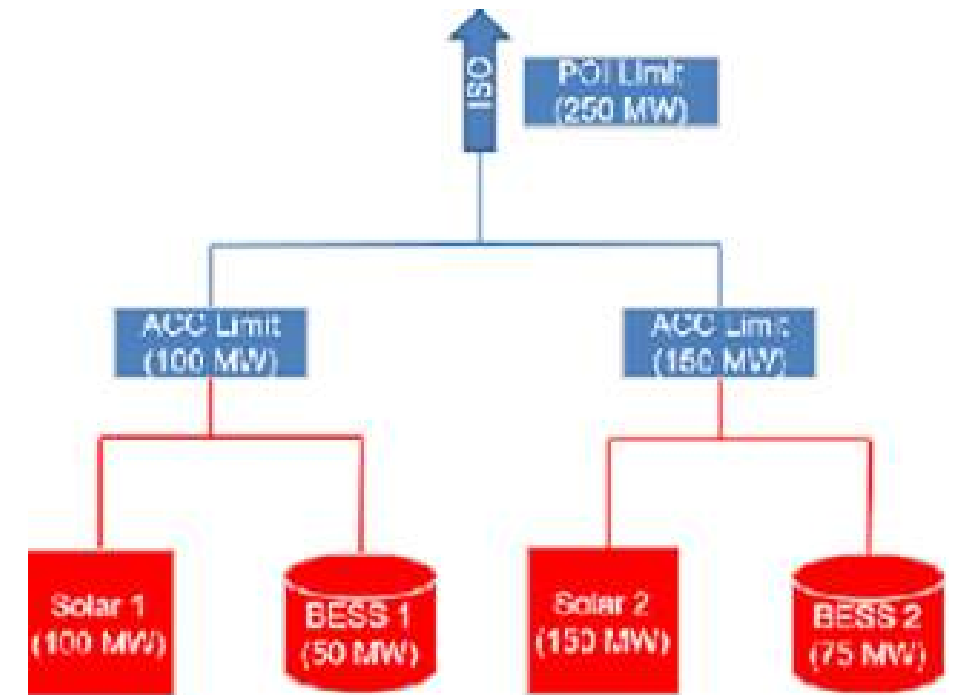 ISO
POI Limit
(250 MW)
ACC Limit
(100 MW)
ACC Limit
(150 MW)
Solar 1
(100 MW)
BESS 1
(50 MW)
Solar 2
(150 MW)
BESS 2
(75 MW)